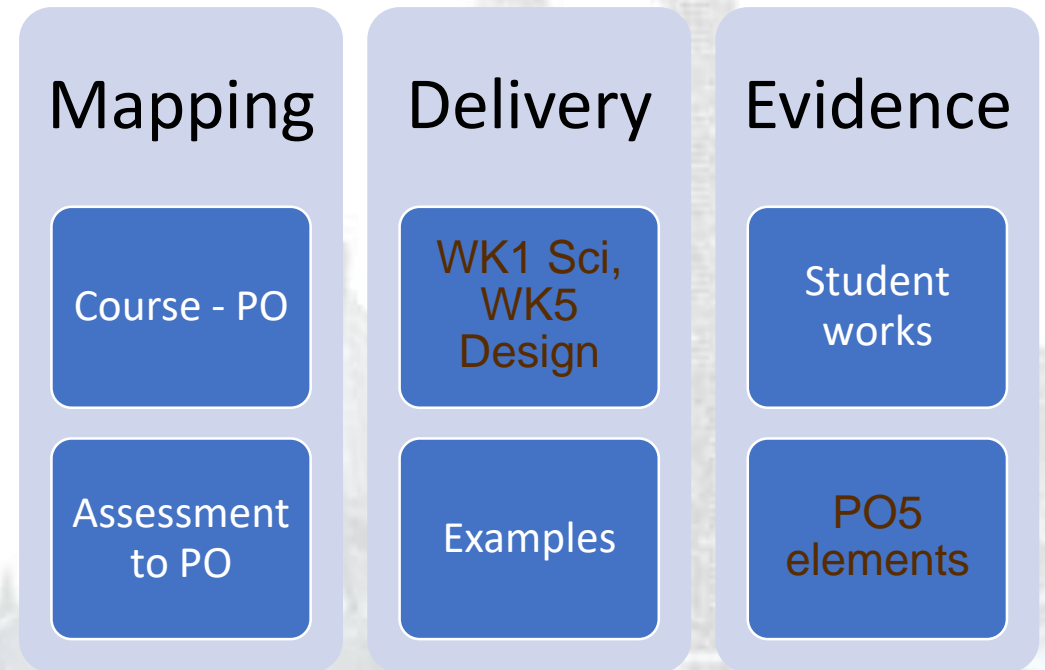 Mapping
Course - PO
Assessment
to PO
Delivery
WK1 Sci,
WK5
Design
Examples
Evidence
Student
works
PO5
elements